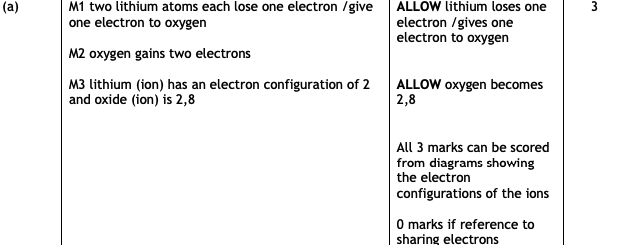 (a)
M1 two lithium atoms each lose one electron /give
one electron to oxygen
M2 oxygen gains two electrons
M3 lithium (ion) has an electron configuration of 2
and oxide (ion) is 2,8
ALLOW lithium loses one
electron /gives one
electron to oxygen
ALLOW oxygen becomes
2,8
All 3 marks can be scored
from diagrams showing
the electron
configurations of the ions
0 marks if reference to
sharing electrons
3